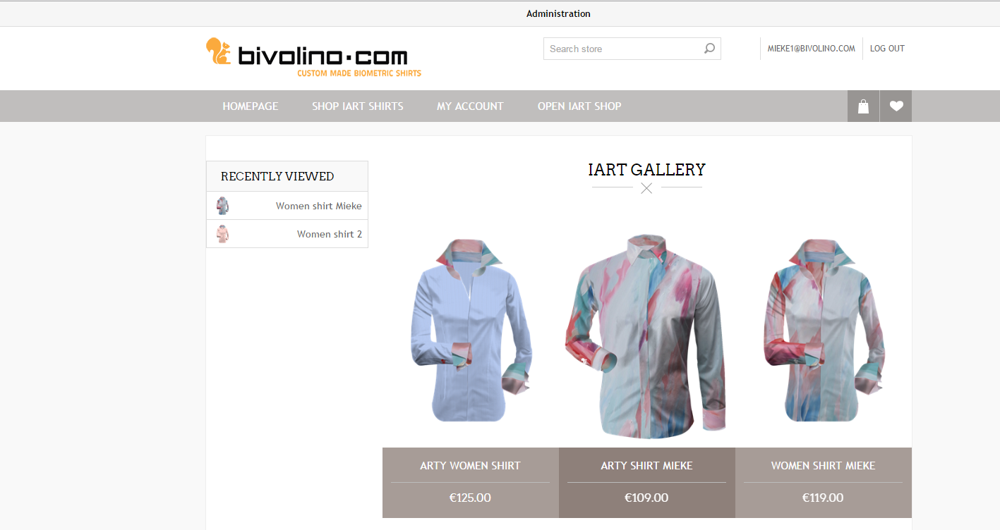 Administration
bivolino.com
CUSTOM MADE BIOMETRIC SHIRTS
Search store
MIEKE1@BIVOLINO.COM
LOG OUT
HOMEPAGE
SHOP IART SHIRTS
MY ACCOUNT
OPEN IART SHOP
RECENTLY VIEWED
Women shirt Mieke
Women shirt 2
IART GALLERY
ARTY WOMEN SHIRT
€125.00
ARTY SHIRT MIEKE
€109.00
WOMEN SHIRT MIEKE
€119.00